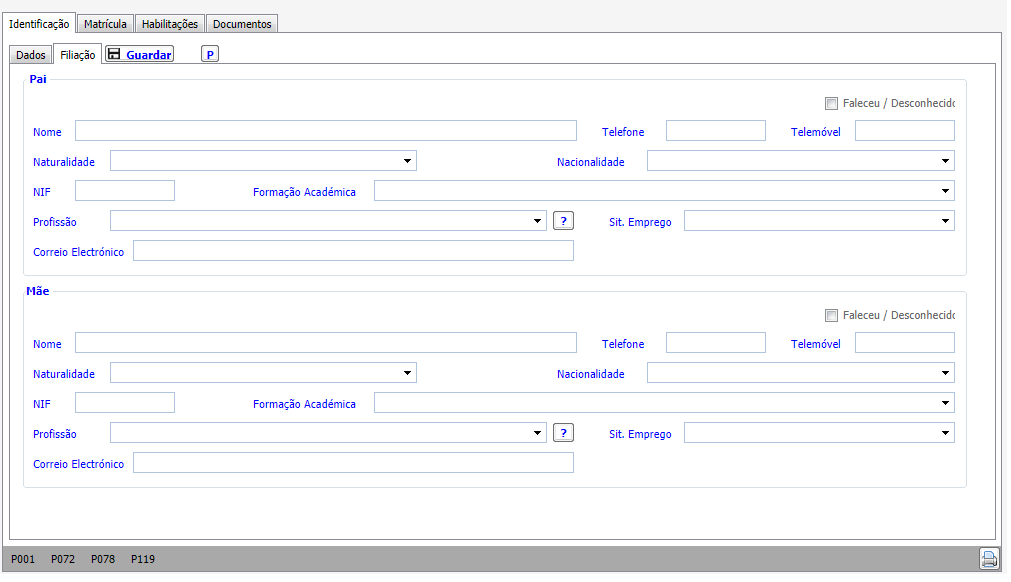 Identificação Matrícula Habilitações Documentos
Dados Filiação Guardar P
Pai
Faleceu / Desconhecido
Nome Telefone Telemóvel
Naturalidade Nacionalidade
NIF Formação Académica
Profissão ? Sit. Emprego
Correio Electrónico
Mãe
Faleceu / Desconhecido
Nome Telefone Telemóvel
Naturalidade Nacionalidade
NIF Formação Académica
Profissão ? Sit. Emprego
Correio Electrónico
P001 P072 P078 P119